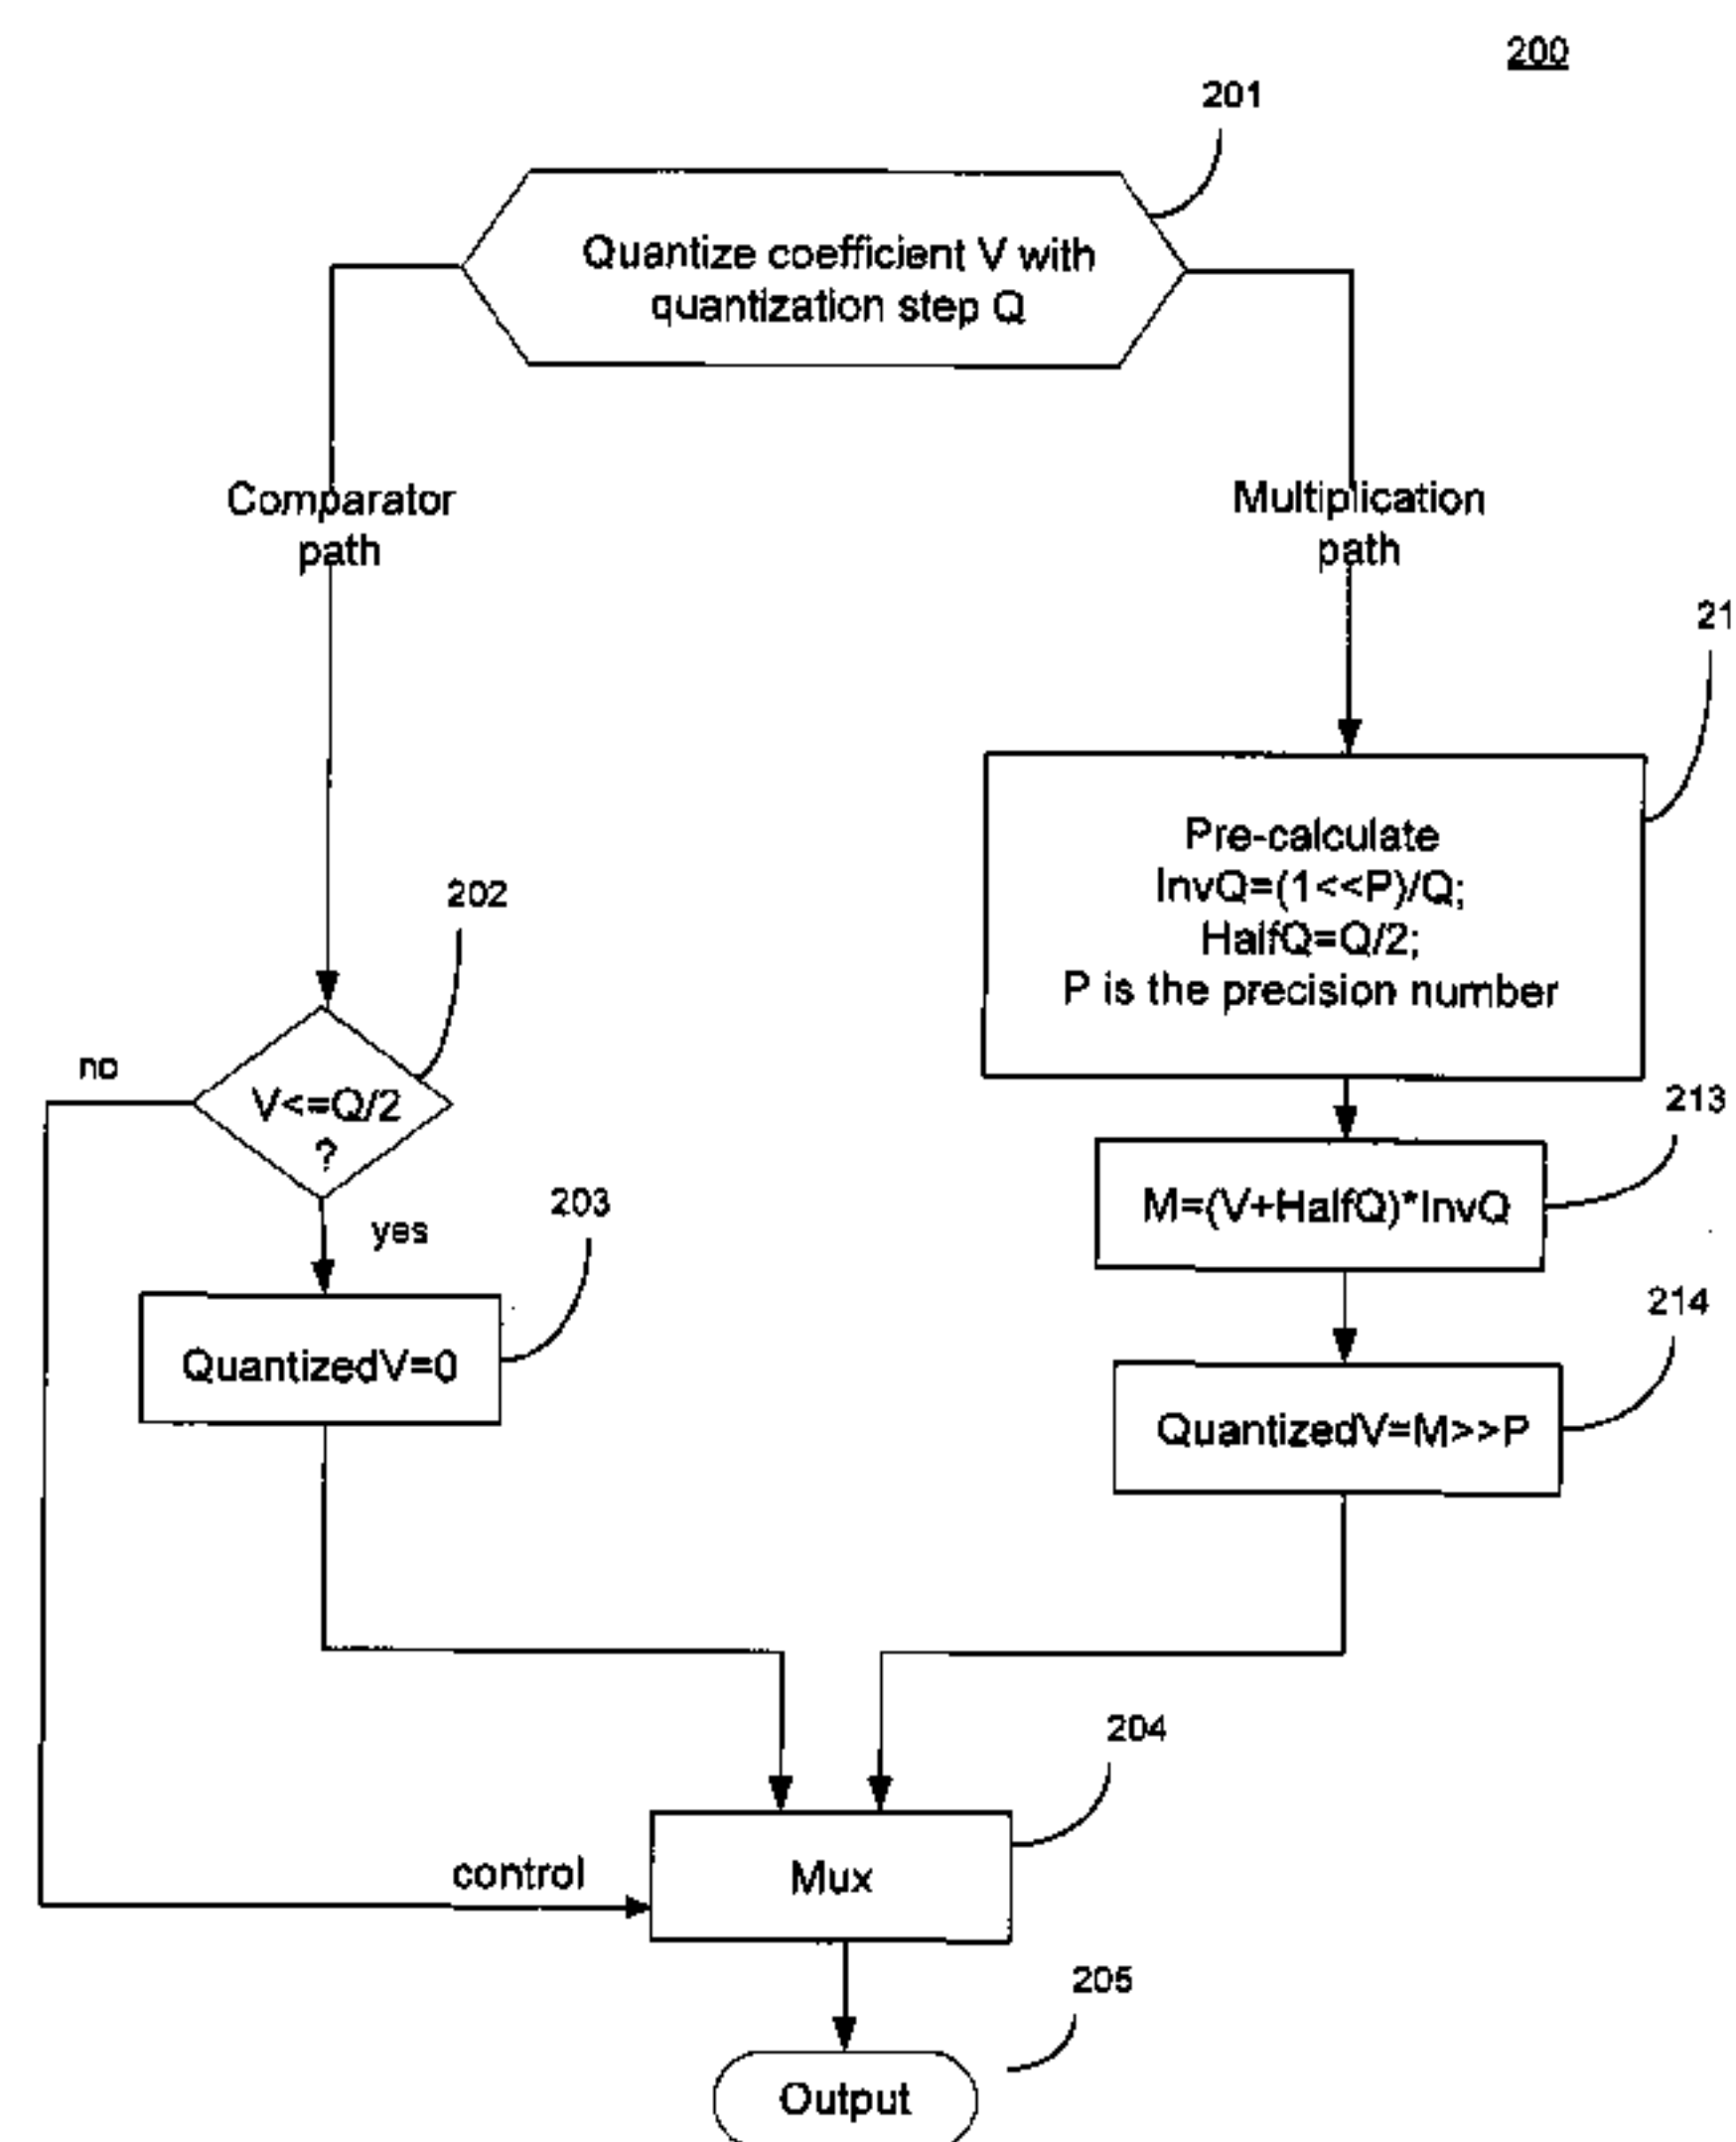 200
201
Quantize coefficient V with
quantization step Q
Comparator
path
Multiplication
path
21
Pre-calculate
InvQ=(1<<P)/Q;
HalfQ=Q/2;
P is the precision number
202
no
V<=Q/2
?
yes
213
M=(V+HalfQ)*InvQ
203
QuantizedV=0
214
QuantizedV=M>>P
204
control
Mux
205
Output